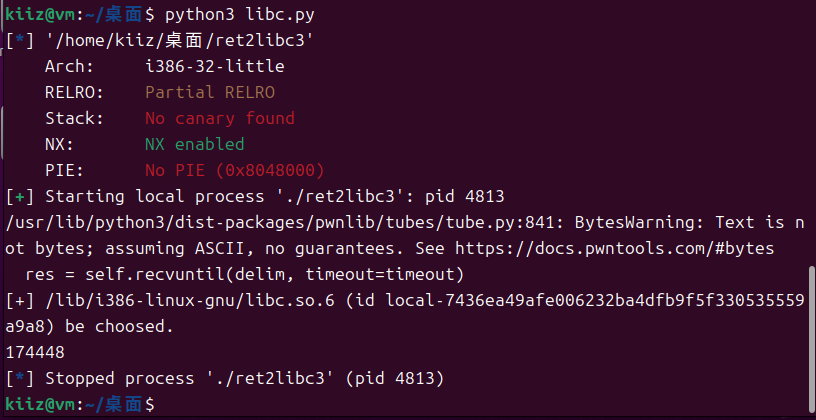 kiiz@vm:~/桌面$ python3 libc.py
[*] '/home/kiiz/桌面/ret2libc3'
    Arch:     i386-32-little
    RELRO:    Partial RELRO
    Stack:    No canary found
    NX:       NX enabled
    PIE:      No PIE (0x8048000)
[+] Starting local process './ret2libc3': pid 4813
/usr/lib/python3/dist-packages/pwnlib/tubes/tube.py:841: BytesWarning: Text is n
ot bytes; assuming ASCII, no guarantees. See https://docs.pwntools.com/#bytes
  res = self.recvuntil(delim, timeout=timeout)
[+] /lib/i386-linux-gnu/libc.so.6 (id local-7436ea49afe006232ba4dfb9f5f330535559
a9a8) be choosed.
174448
[*] Stopped process './ret2libc3' (pid 4813)
kiiz@vm:~/桌面$